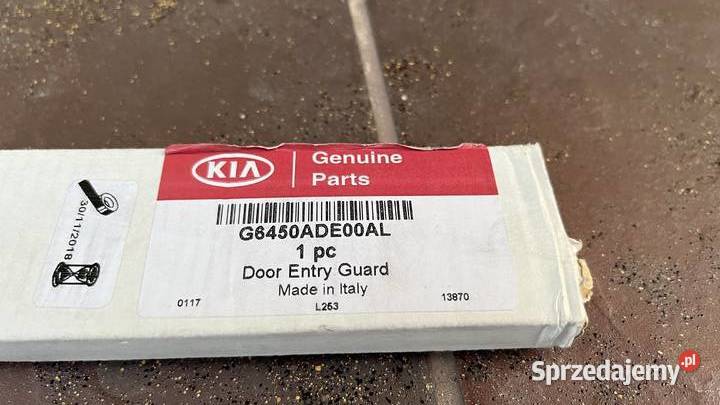 KIA
Genuine
Parts
G6450ADE00AL
1 pc
Door Entry Guard
Made in Italy
0117
L253
13870
30/11/2018
Sprzedajemy.pl